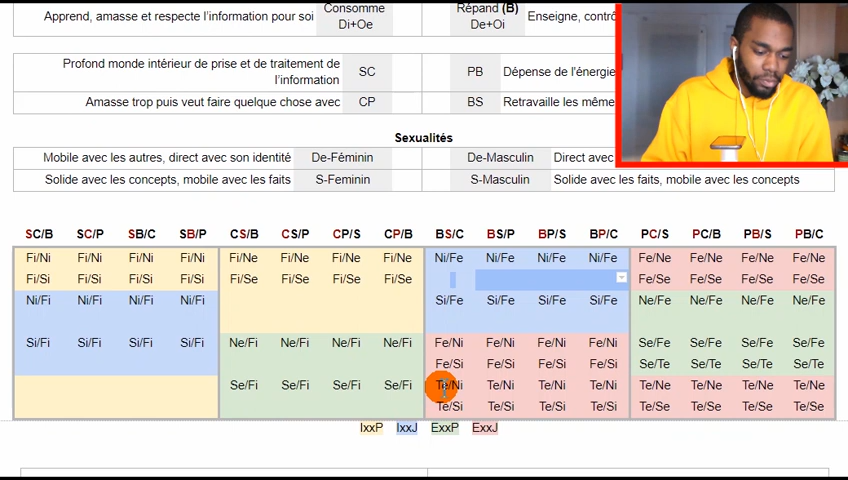 Apprend, amasse et respecte l'information pour soi Consomme Répand (B) Enseigne, contrô
Di+Oe De+Oi
Profond monde intérieur de prise et de traitement de l'information SC PB Dépense de l'énergie
Amasse trop puis veut faire quelque chose avec CP BS Retravaille les même
Sexualités
Mobile avec les autres, direct avec son identité De-Féminin De-Masculin Direct avec
Solide avec les concepts, mobile avec les faits S-Feminin S-Masculin Solide avec les faits, mobile avec les concepts
SC/B SC/P SB/C SB/P CS/B CS/P CP/S CP/B BS/C BS/P BP/S BP/C PC/S PC/B PB/S PB/C
Fi/Ni Fi/Ni Fi/Ni Fi/Ni Fi/Ne Fi/Ne Fi/Ne Fi/Ne Ni/Fe Ni/Fe Ni/Fe Ni/Fe Fe/Ne Fe/Ne Fe/Ne Fe/Ne
Fi/Si Fi/Si Fi/Si Fi/Si Fi/Se Fi/Se Fi/Se Fi/Se Fe/Se Fe/Se Fe/Se Fe/Se
Ni/Fi Ni/Fi Ni/Fi Ni/Fi Si/Fe Si/Fe Si/Fe Si/Fe Ne/Fe Ne/Fe Ne/Fe Ne/Fe
Si/Fi Si/Fi Si/Fi Si/Fi Ne/Fi Ne/Fi Ne/Fi Ne/Fi Fe/Ni Fe/Ni Fe/Ni Fe/Ni Se/Fe Se/Fe Se/Fe Se/Fe
Fe/Si Fe/Si Fe/Si Fe/Si Se/Te Se/Te Se/Te Se/Te
Se/Fi Se/Fi Se/Fi Se/Fi Te/Ni Te/Ni Te/Ni Te/Ni Te/Ne Te/Ne Te/Ne Te/Ne
Te/Si Te/Si Te/Si Te/Si Te/Se Te/Se Te/Se Te/Se
IxxP IxxJ ExxP ExxJ